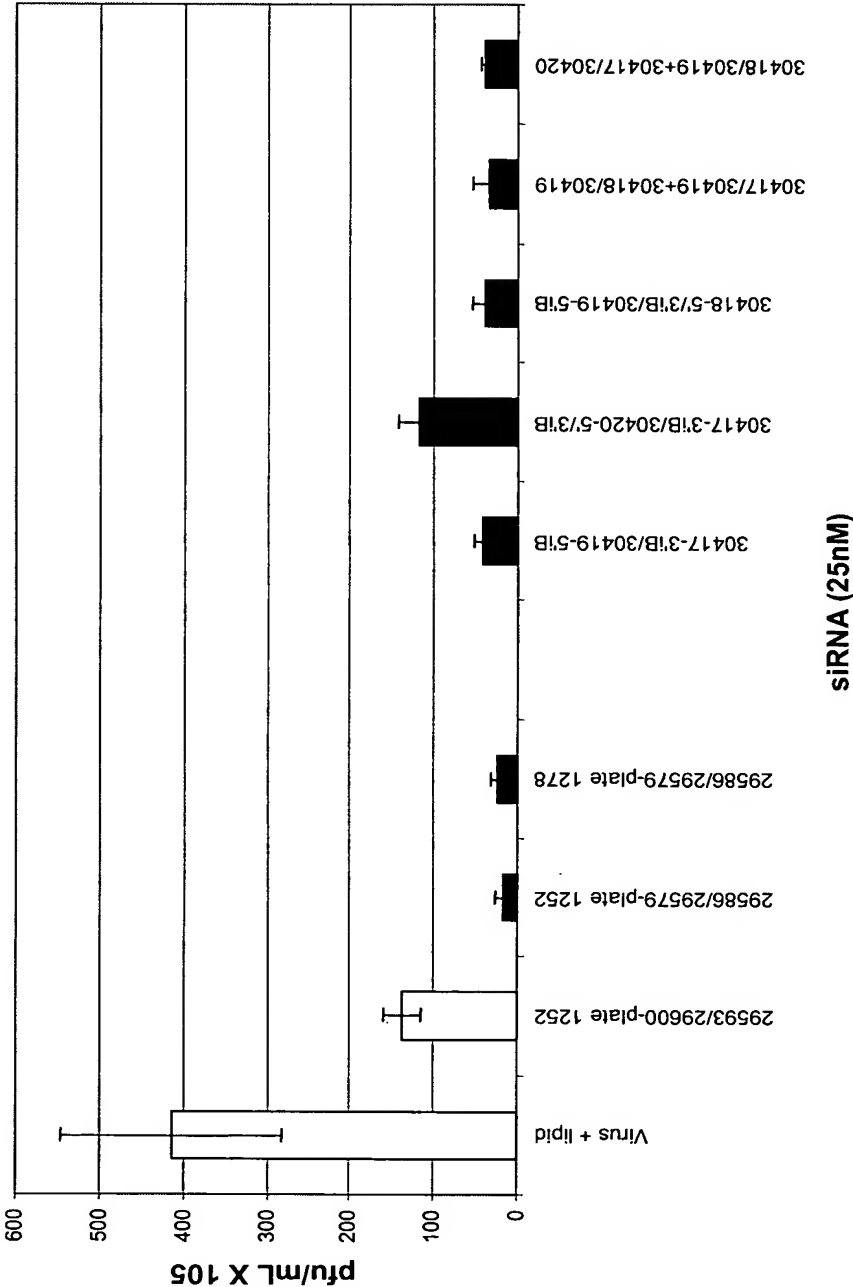 pfu/mL X 105
600
500
400
300
200
100
0
Virus + lipid
29593/29600-plate 1252
29586/29579-plate 1252
29586/29579-plate 1278
30417-3'iB/30419-5'iB
30417-3'iB/30420-5'/3'iB
30418-5'/3'iB/30419-5'iB
30417/30419+30418/30419
30418/30419+30417/30420
siRNA (25nM)